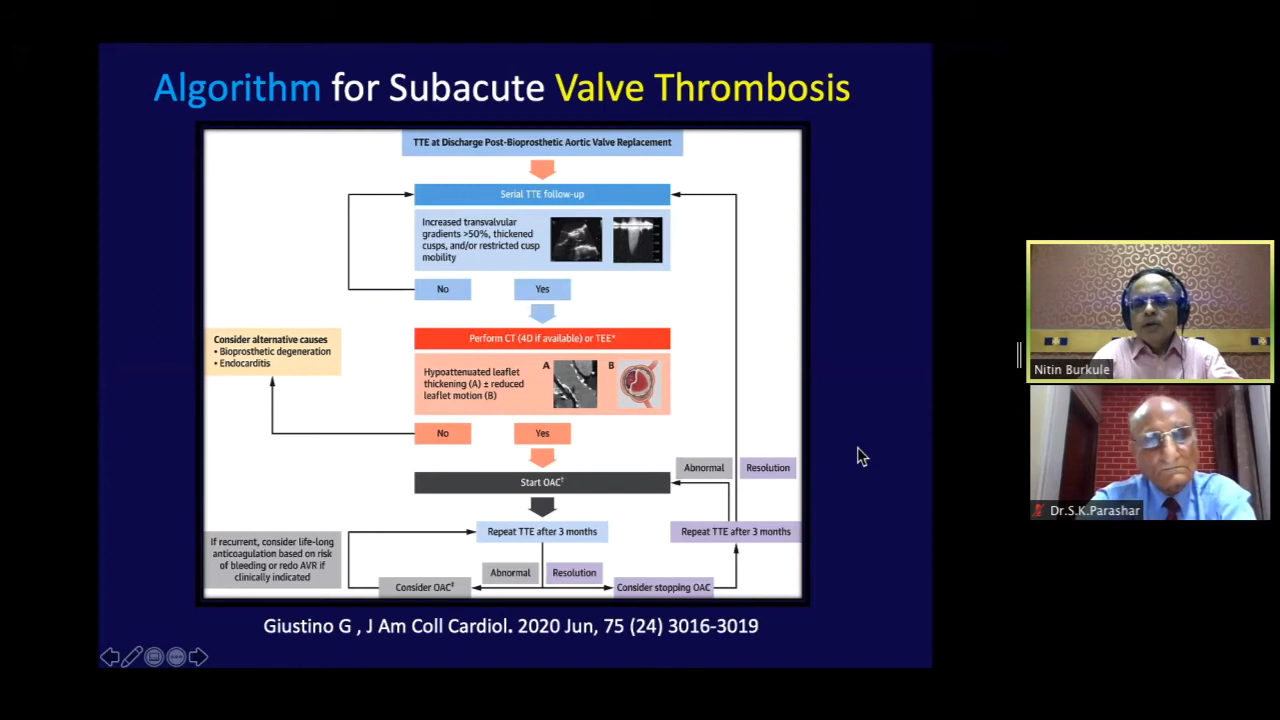 Algorithm for Subacute Valve Thrombosis
TTE at Discharge Post-Bioprosthetic Aortic Valve Replacement
Serial TTE follow-up
Increased transvalvular
gradients >50%, thickened
cusps, and/or restricted cusp
mobility
No
Yes
Consider alternative causes
• Bioprosthetic degeneration
• Endocarditis
Perform CT (4D if available) or TEE*
Hypoattenuated leaflet
thickening (A) ± reduced
leaflet motion (B)
A
B
No
Yes
Start OAC†
Abnormal
Resolution
Repeat TTE after 3 months
Repeat TTE after 3 months
If recurrent, consider life-long
anticoagulation based on risk
of bleeding or redo AVR if
clinically indicated
Abnormal
Resolution
Consider OAC‡
Consider stopping OAC
Giustino G , J Am Coll Cardiol. 2020 Jun, 75 (24) 3016-3019
Nitin Burkule
Dr.S.K.Parashar